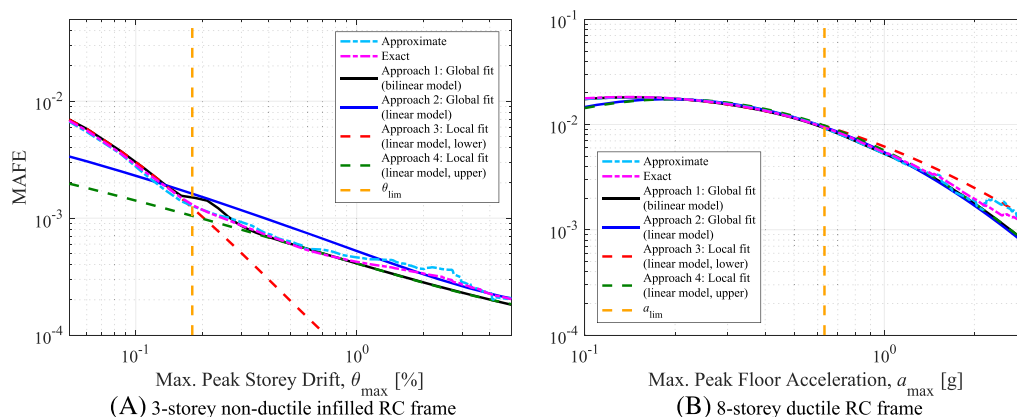 10^-2
10^-3
10^-4
MAFE
10^-1
10^0
Max. Peak Storey Drift, θ_max [%]
Approximate
Exact
Approach 1: Global fit
(bilinear model)
Approach 2: Global fit
(linear model)
Approach 3: Local fit
(linear model, lower)
Approach 4: Local fit
(linear model, upper)
θ_lim
(A) 3-storey non-ductile infilled RC frame
10^-1
10^-2
10^-3
10^-4
10^-1
10^0
Max. Peak Floor Acceleration, a_max [g]
Approximate
Exact
Approach 1: Global fit
(bilinear model)
Approach 2: Global fit
(linear model)
Approach 3: Local fit
(linear model, lower)
Approach 4: Local fit
(linear model, upper)
a_lim
(B) 8-storey ductile RC frame